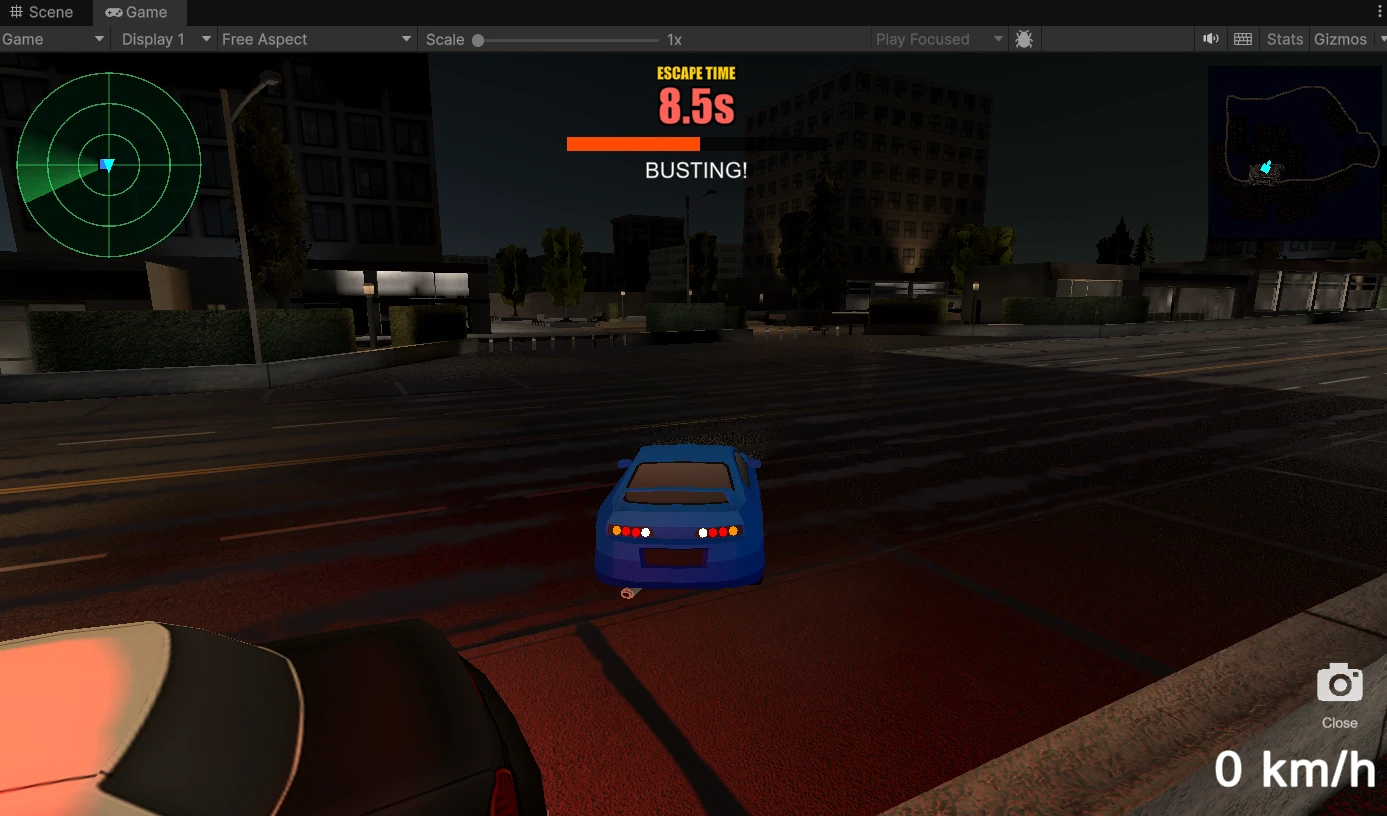 Scene
Game
Game
Display 1
Free Aspect
Scale
1x
Play Focused
Stats
Gizmos
ESCAPE TIME
8.5s
BUSTING!
Close
0 km/h